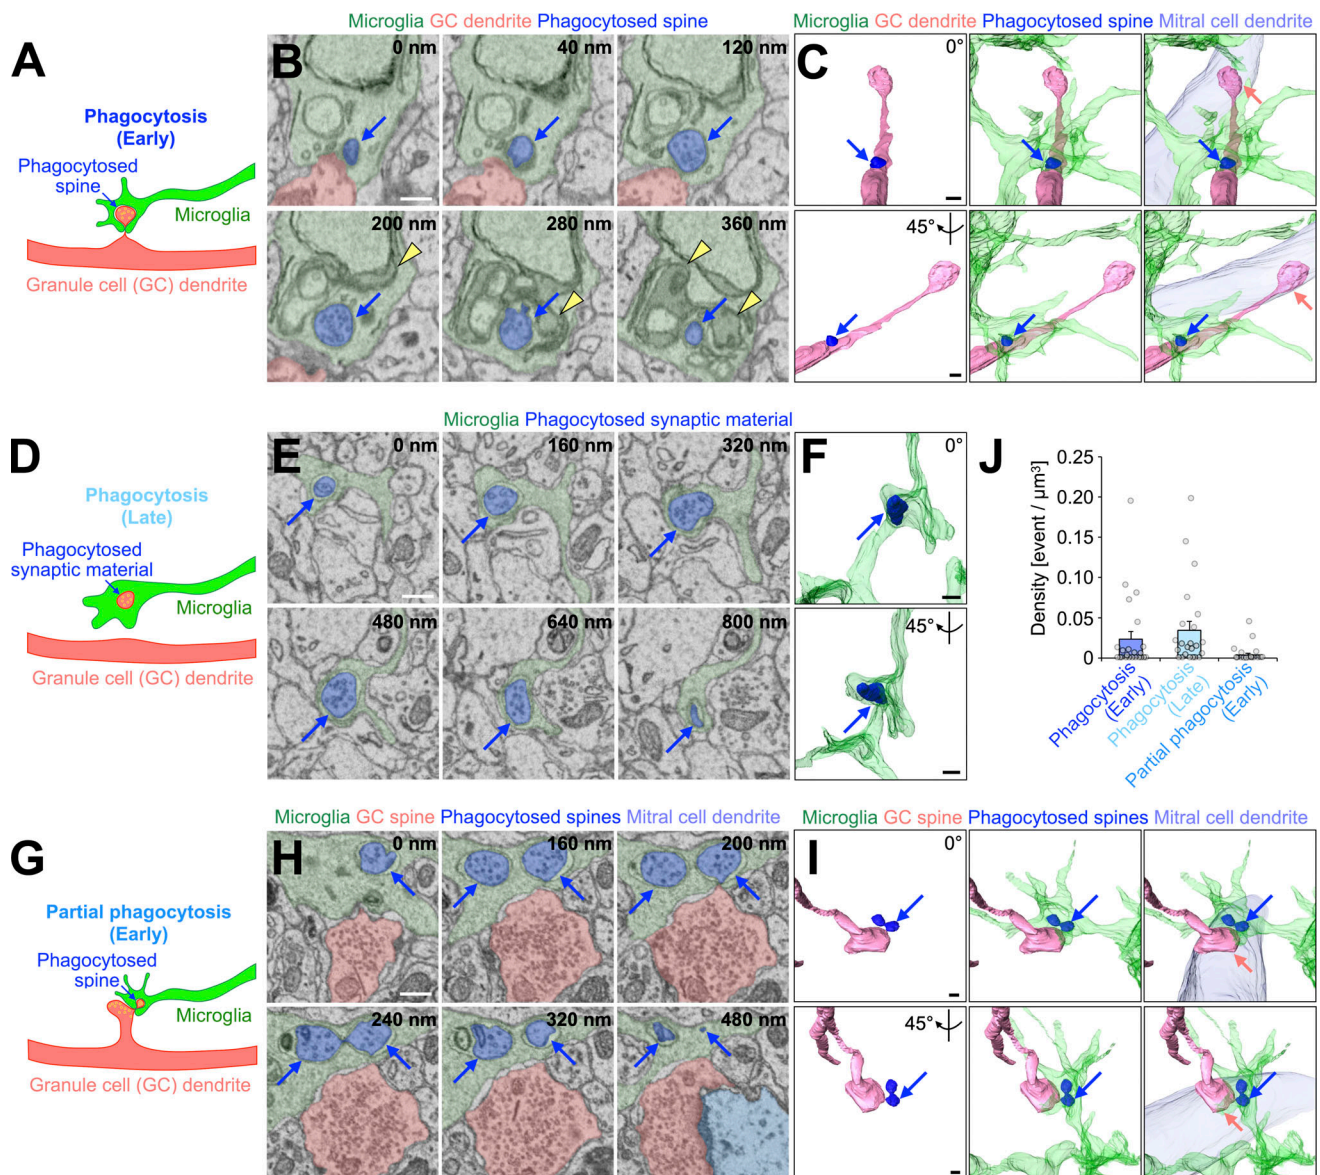 A
Phagocytosis
(Early)
Phagocytosed
spine
Microglia
Granule cell (GC) dendrite
Microglia GC dendrite Phagocytosed spine
B
0 nm
40 nm
120 nm
200 nm
280 nm
360 nm
Microglia GC dendrite Phagocytosed spine Mitral cell dendrite
C
0°
45°
D
Phagocytosis
(Late)
Phagocytosed
synaptic material
Microglia
Granule cell (GC) dendrite
Microglia Phagocytosed synaptic material
E
0 nm
160 nm
320 nm
480 nm
640 nm
800 nm
F
0°
45°
J
Density [event / μm³]
0.25
0.20
0.15
0.10
0.05
0
Phagocytosis
(Early)
Phagocytosis
(Late)
Partial phagocytosis
(Early)
G
Partial phagocytosis
(Early)
Phagocytosed
spine
Microglia
Granule cell (GC) dendrite
Microglia GC spine Phagocytosed spines Mitral cell dendrite
H
0 nm
160 nm
200 nm
240 nm
320 nm
480 nm
Microglia GC spine Phagocytosed spines Mitral cell dendrite
I
0°
45°